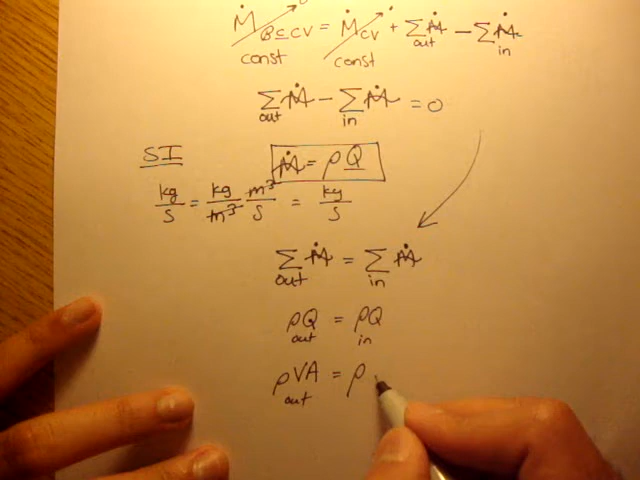 Ṁ B⊆CV = Ṁ CV + Σ ṁ out − Σ ṁ in
const const
Σ ṁ out − Σ ṁ in = 0
SI ṁ = ρQ
kg/s = kg/m³ m³/s = kg/s
Σ ṁ out = Σ ṁ in
ρQ out = ρQ in
ρVA out = ρ